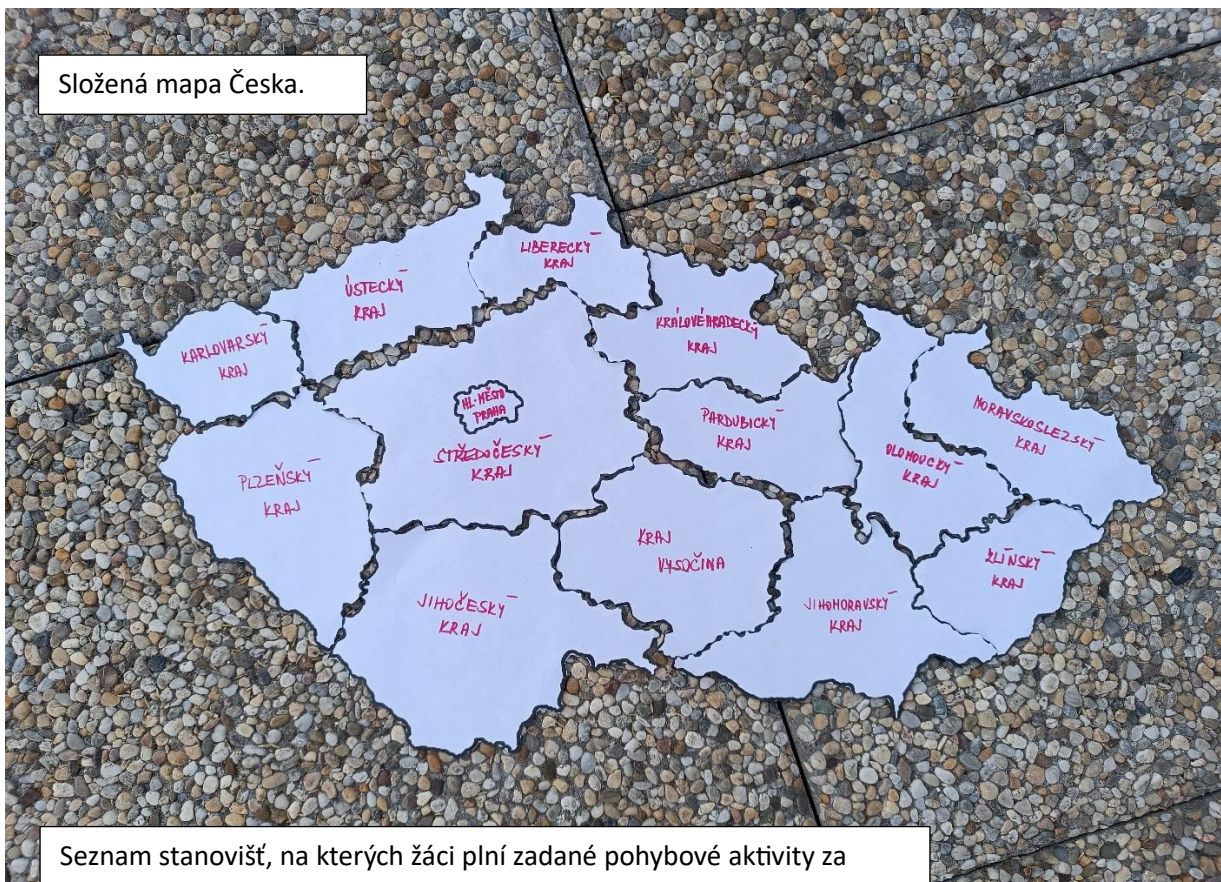 Složená mapa Česka.
LIBERECKÝ
KRAJ
ÚSTECKÝ
KRAJ
KRÁLOVÉHRADECKÝ
KRAJ
KARLOVARSKÝ
KRAJ
HL. MĚSTO
PRAHA
PARDUBICKÝ
KRAJ
MORAVSKOSLEZSKÝ
KRAJ
STŘEDOČESKÝ
KRAJ
OLOMOUCKÝ
KRAJ
PLZEŇSKÝ
KRAJ
KRAJ
VYSOČINA
ZLÍNSKÝ
KRAJ
JIHOČESKÝ
KRAJ
JIHOMORAVSKÝ
KRAJ
Seznam stanovišť, na kterých žáci plní zadané pohybové aktivity za